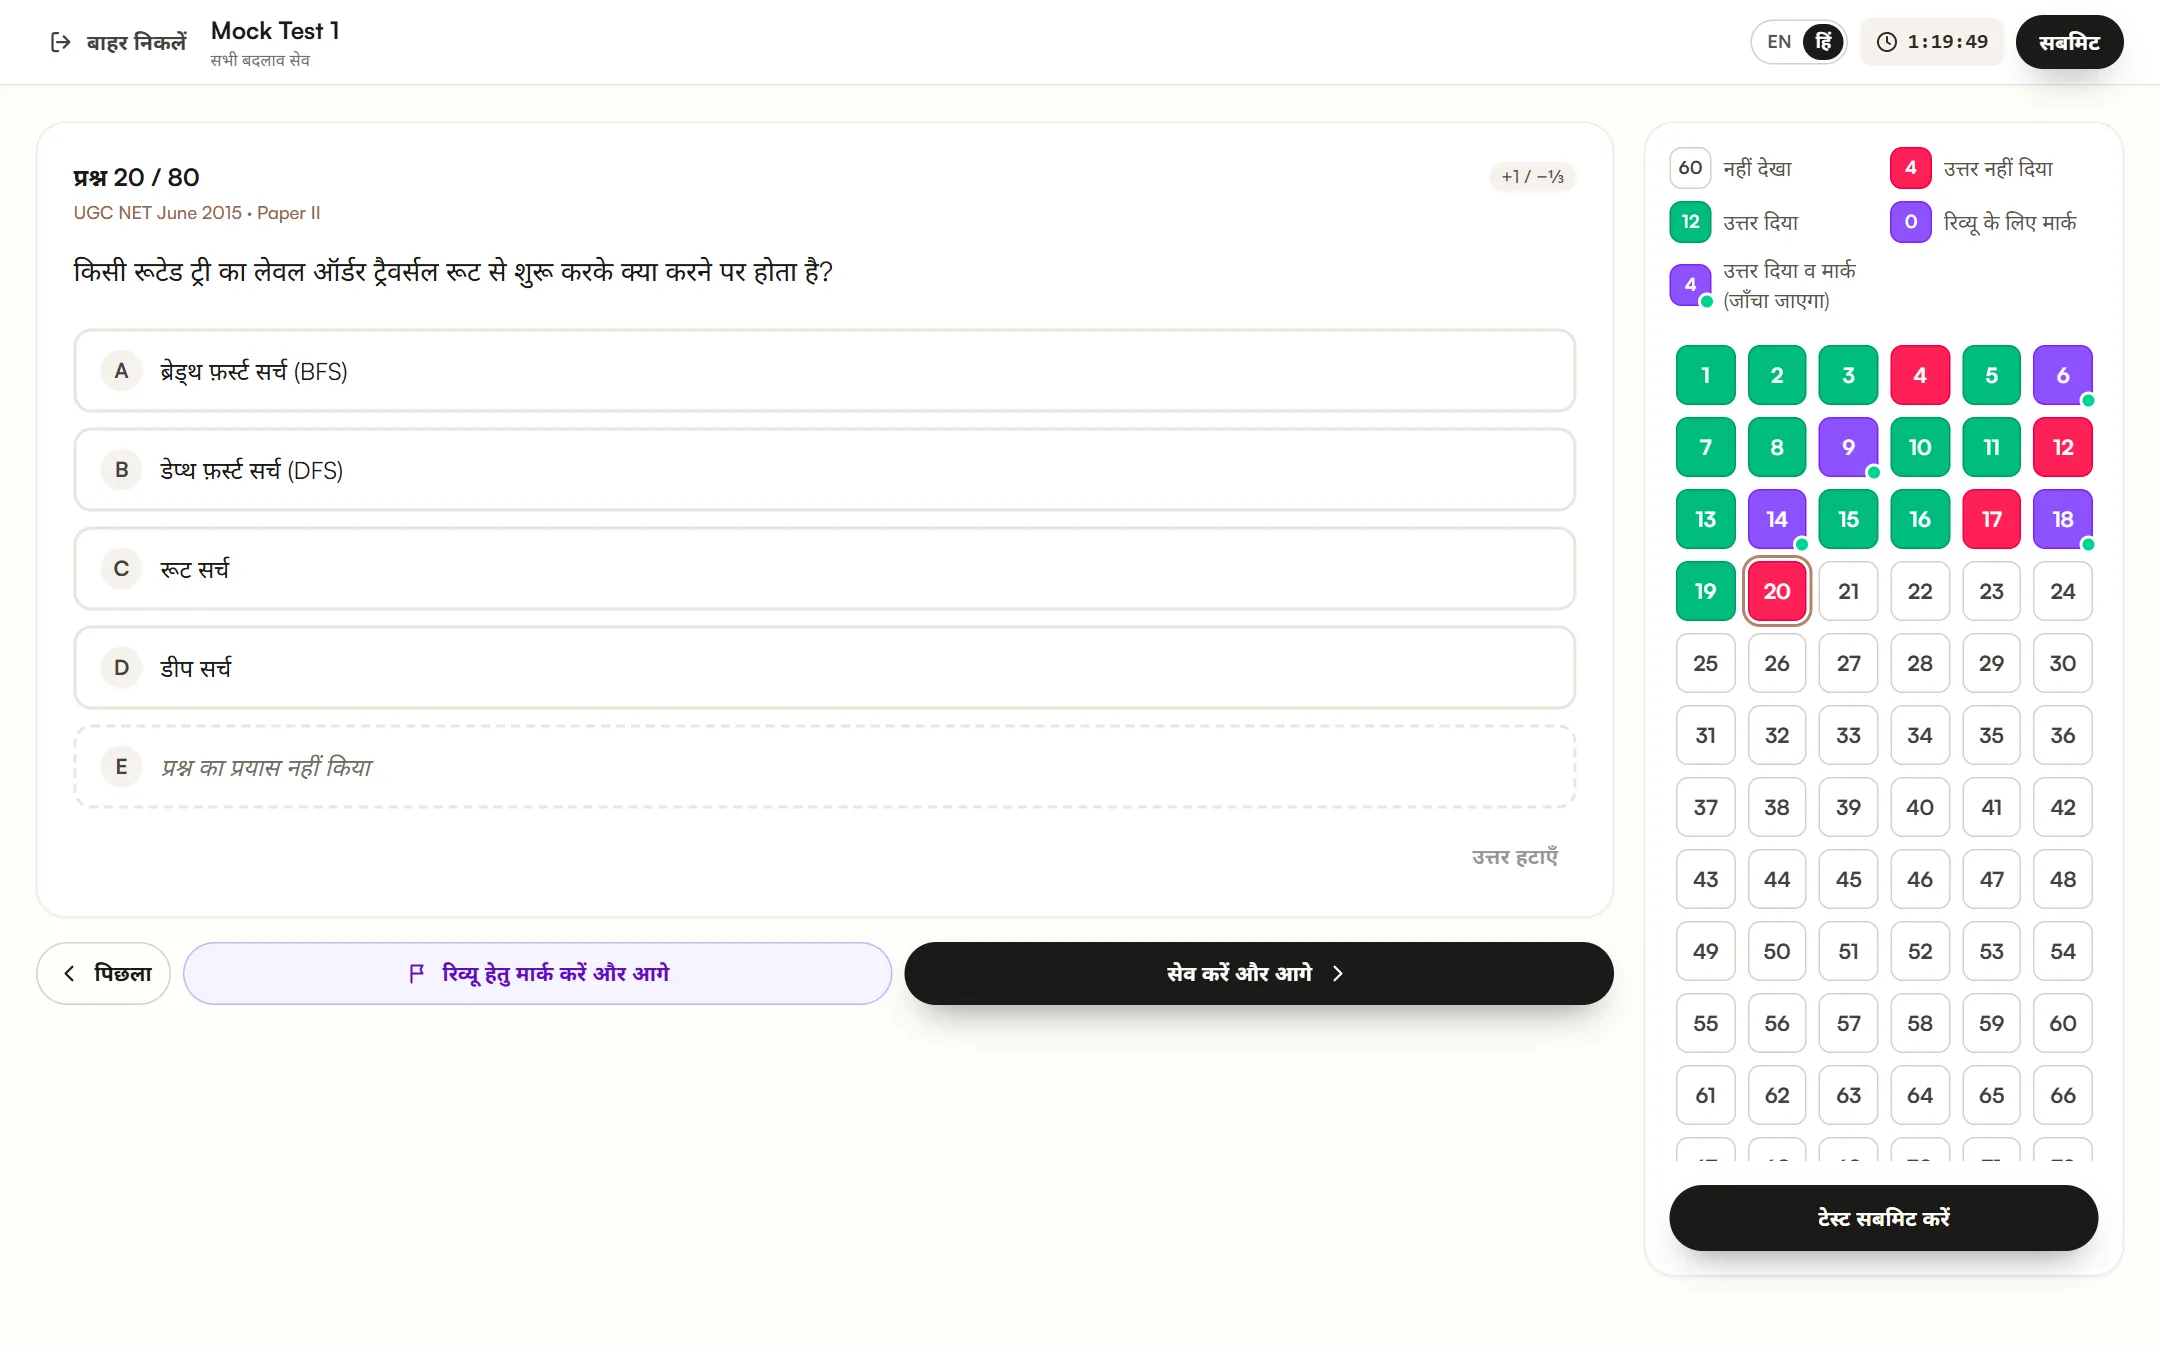 बाहर निकलें
Mock Test 1
सभी बदलाव सेव
EN
हिं
1:19:49
सबमिट
प्रश्न 20 / 80
+1 / −⅓
UGC NET June 2015 • Paper II
किसी रूटेड ट्री का लेवल ऑर्डर ट्रैवर्सल रूट से शुरू करके क्या करने पर होता है?
A ब्रेड्थ फ़र्स्ट सर्च (BFS)
B डेप्थ फ़र्स्ट सर्च (DFS)
C रूट सर्च
D डीप सर्च
E प्रश्न का प्रयास नहीं किया
उत्तर हटाएँ
पिछला
रिव्यू हेतु मार्क करें और आगे
सेव करें और आगे
60 नहीं देखा
4 उत्तर नहीं दिया
12 उत्तर दिया
0 रिव्यू के लिए मार्क
4 उत्तर दिया व मार्क
(जाँचा जाएगा)
1 2 3 4 5 6
7 8 9 10 11 12
13 14 15 16 17 18
19 20 21 22 23 24
25 26 27 28 29 30
31 32 33 34 35 36
37 38 39 40 41 42
43 44 45 46 47 48
49 50 51 52 53 54
55 56 57 58 59 60
61 62 63 64 65 66
टेस्ट सबमिट करें